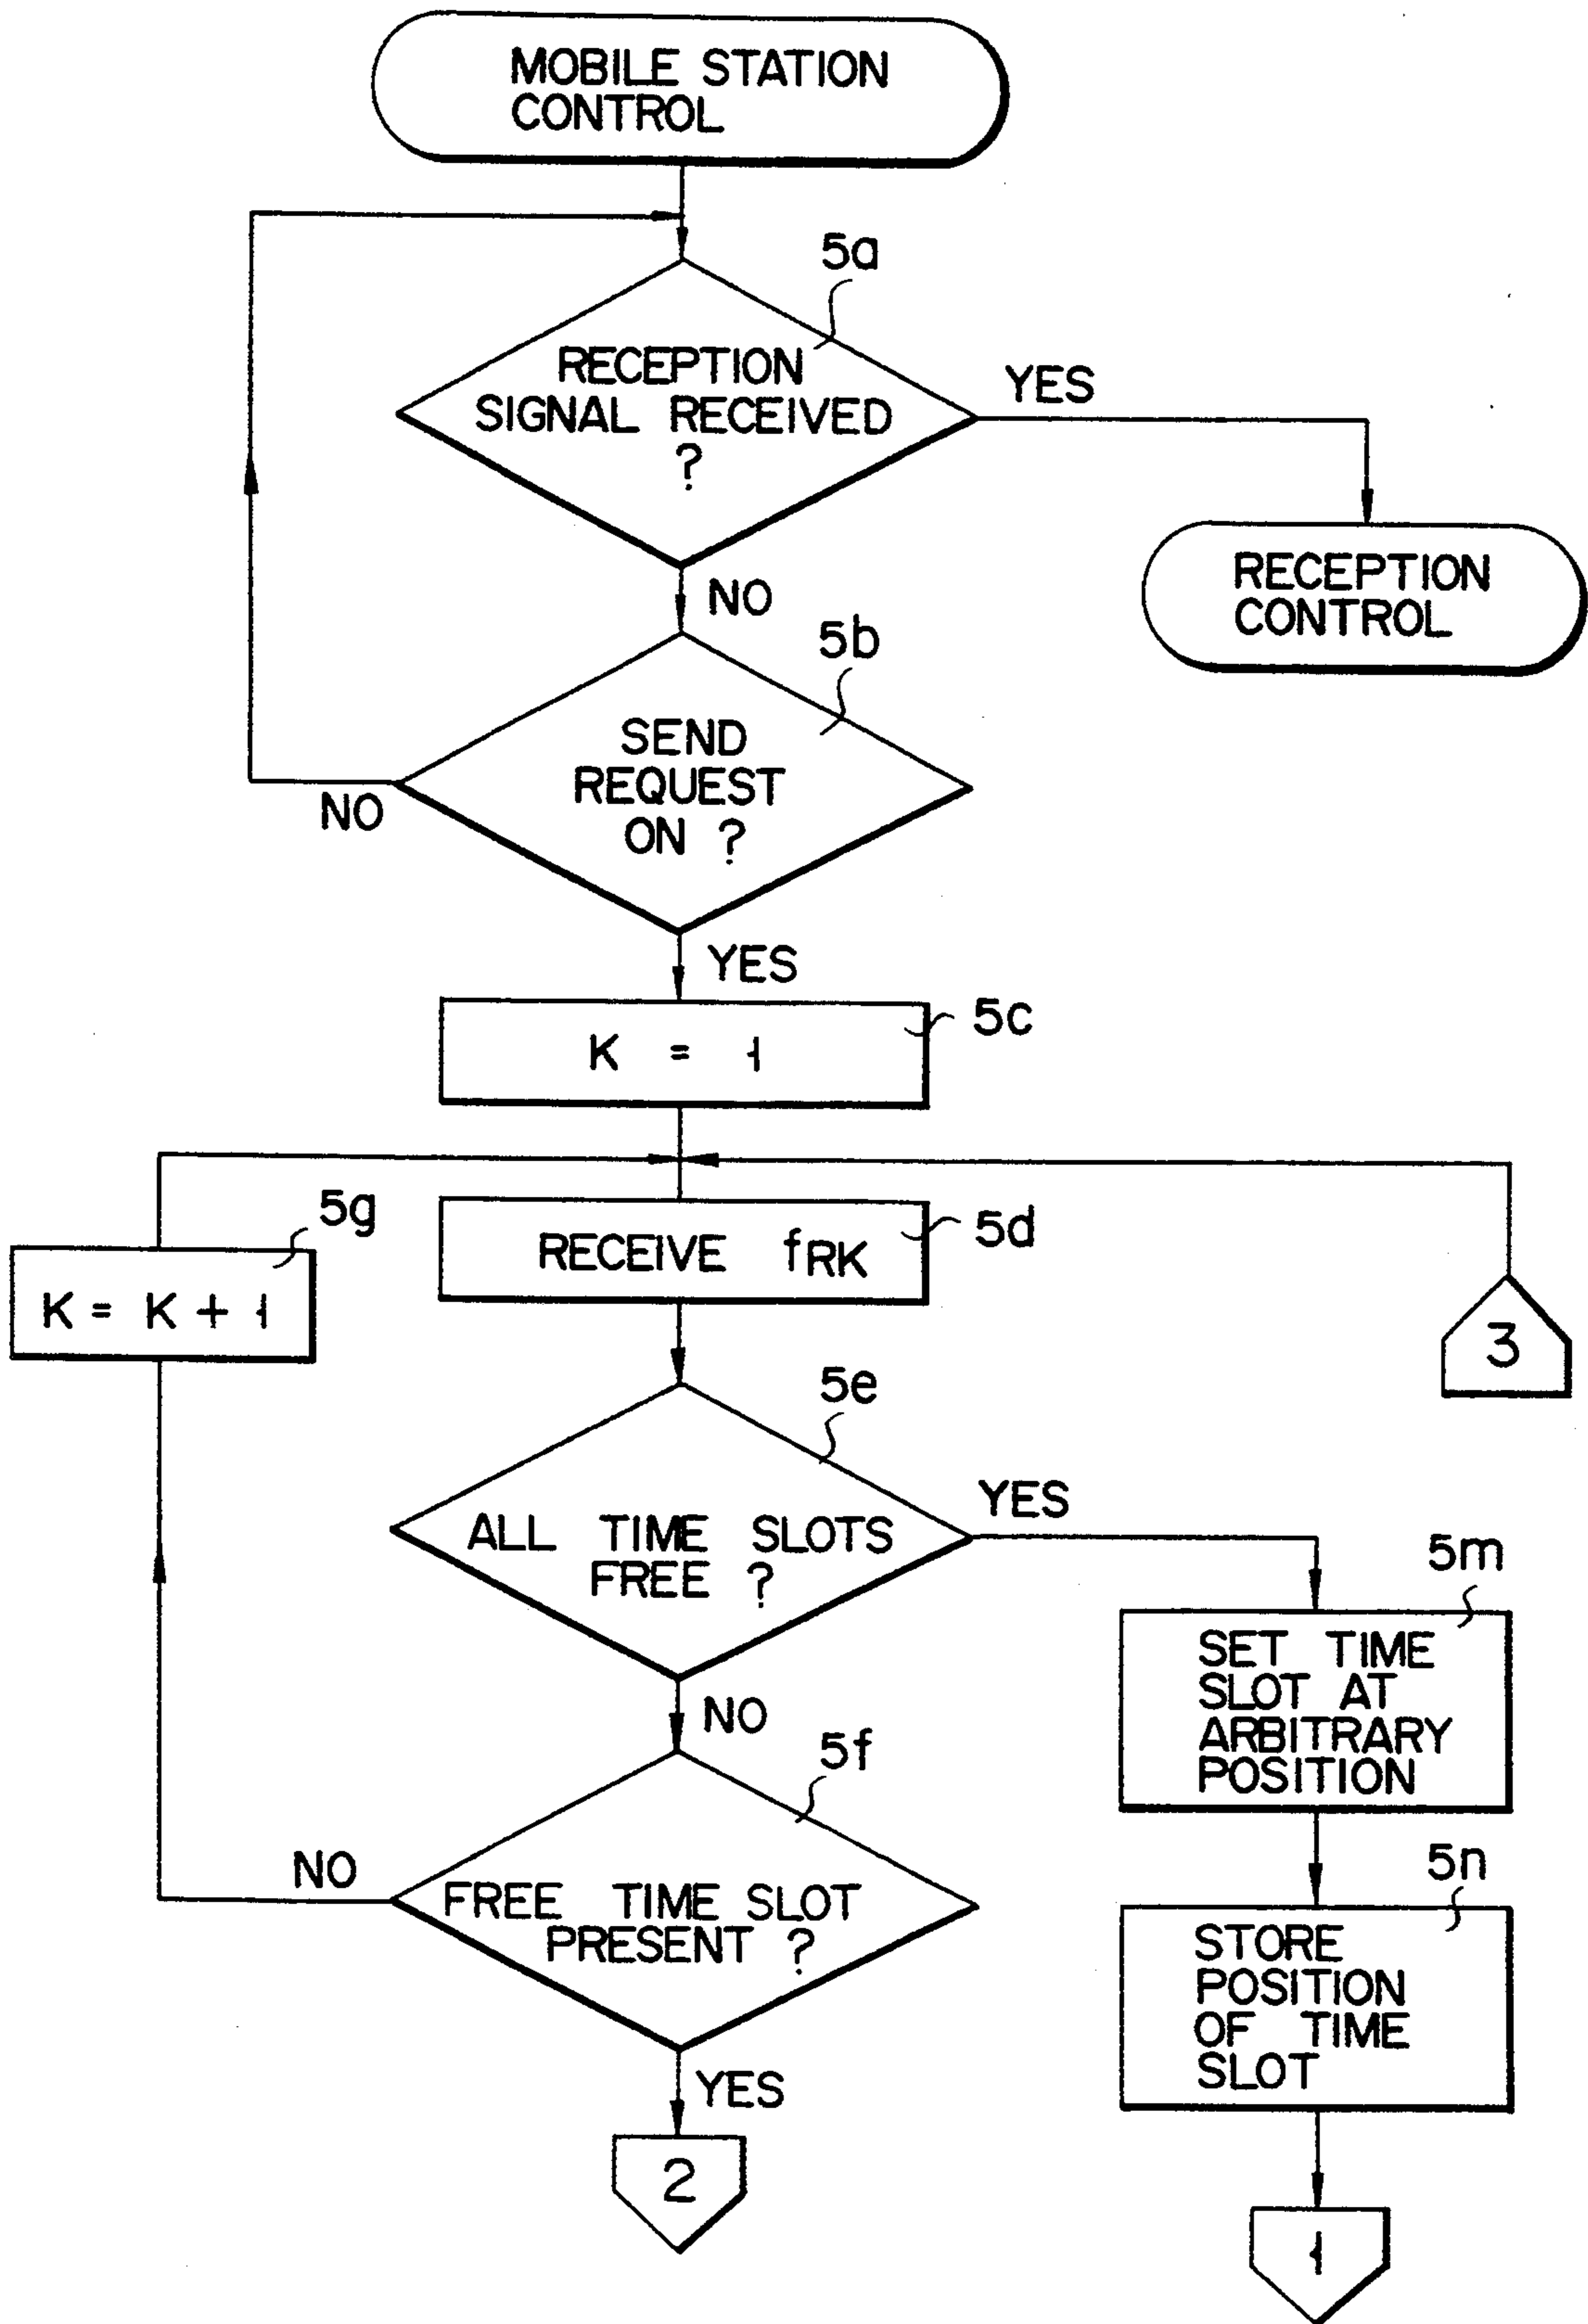 MOBILE STATION
CONTROL
5a
RECEPTION
SIGNAL RECEIVED
?
YES
NO
RECEPTION
CONTROL
5b
SEND
REQUEST
ON ?
NO
YES
5c
K = 1
5g
K = K + 1
5d
RECEIVE fRK
3
5e
ALL TIME SLOTS
FREE ?
YES
NO
5m
SET TIME
SLOT AT
ARBITRARY
POSITION
5f
FREE TIME SLOT
PRESENT ?
NO
YES
5n
STORE
POSITION
OF TIME
SLOT
2
1